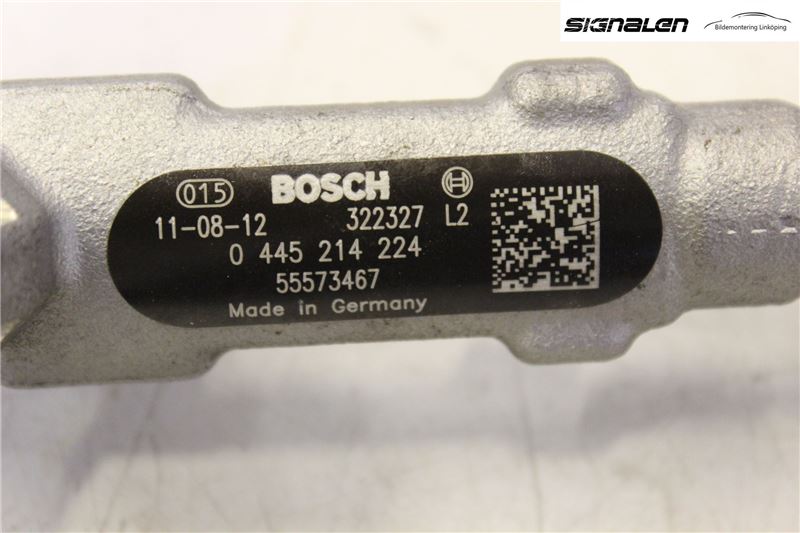 SIGNALEN
Bildemontering Linköping
015 BOSCH
11-08-12 322327 L2
0 445 214 224
55573467
Made in Germany